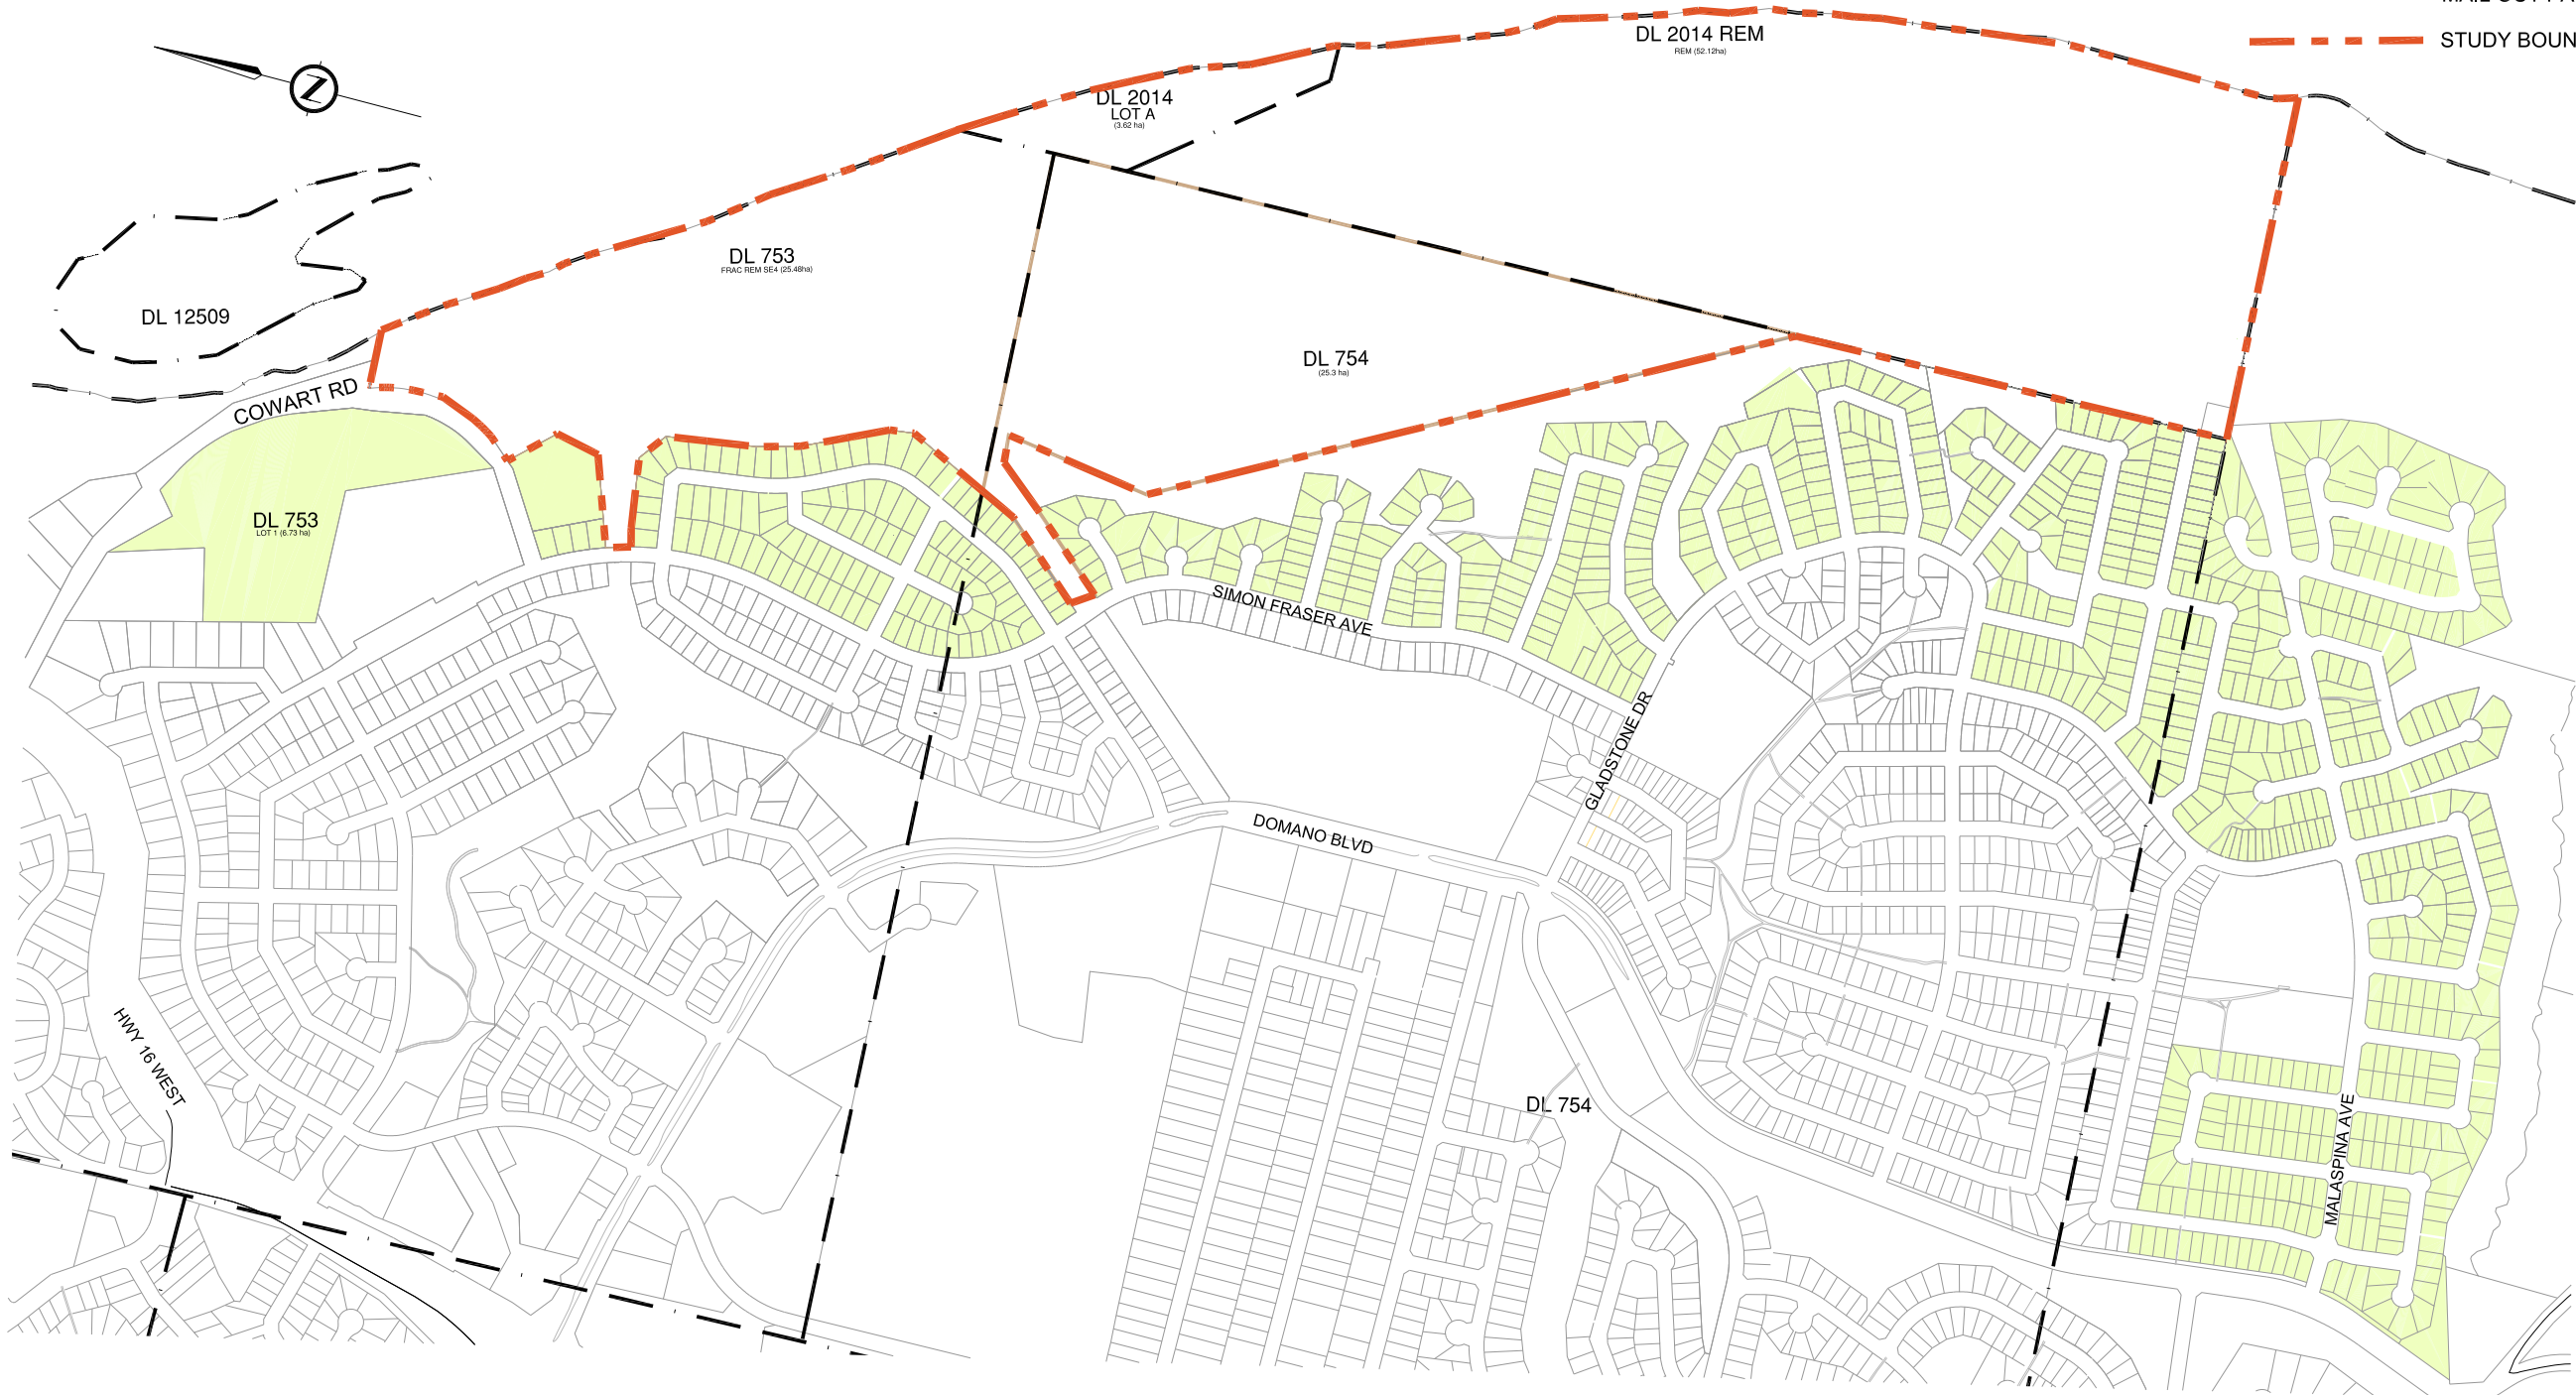 DL 2014 REM
REM (52.12ha)
STUDY BOUN
DL 2014
LOT A
(3.62 ha)
DL 753
FRAC REM SE4 (25.48ha)
DL 12509
DL 754
(25.3 ha)
COWART RD
DL 753
LOT 1 (6.73 ha)
SIMON FRASER AVE
GLADSTONE DR
DOMANO BLVD
HWY 16 WEST
DL 754
MALASPINA AVE